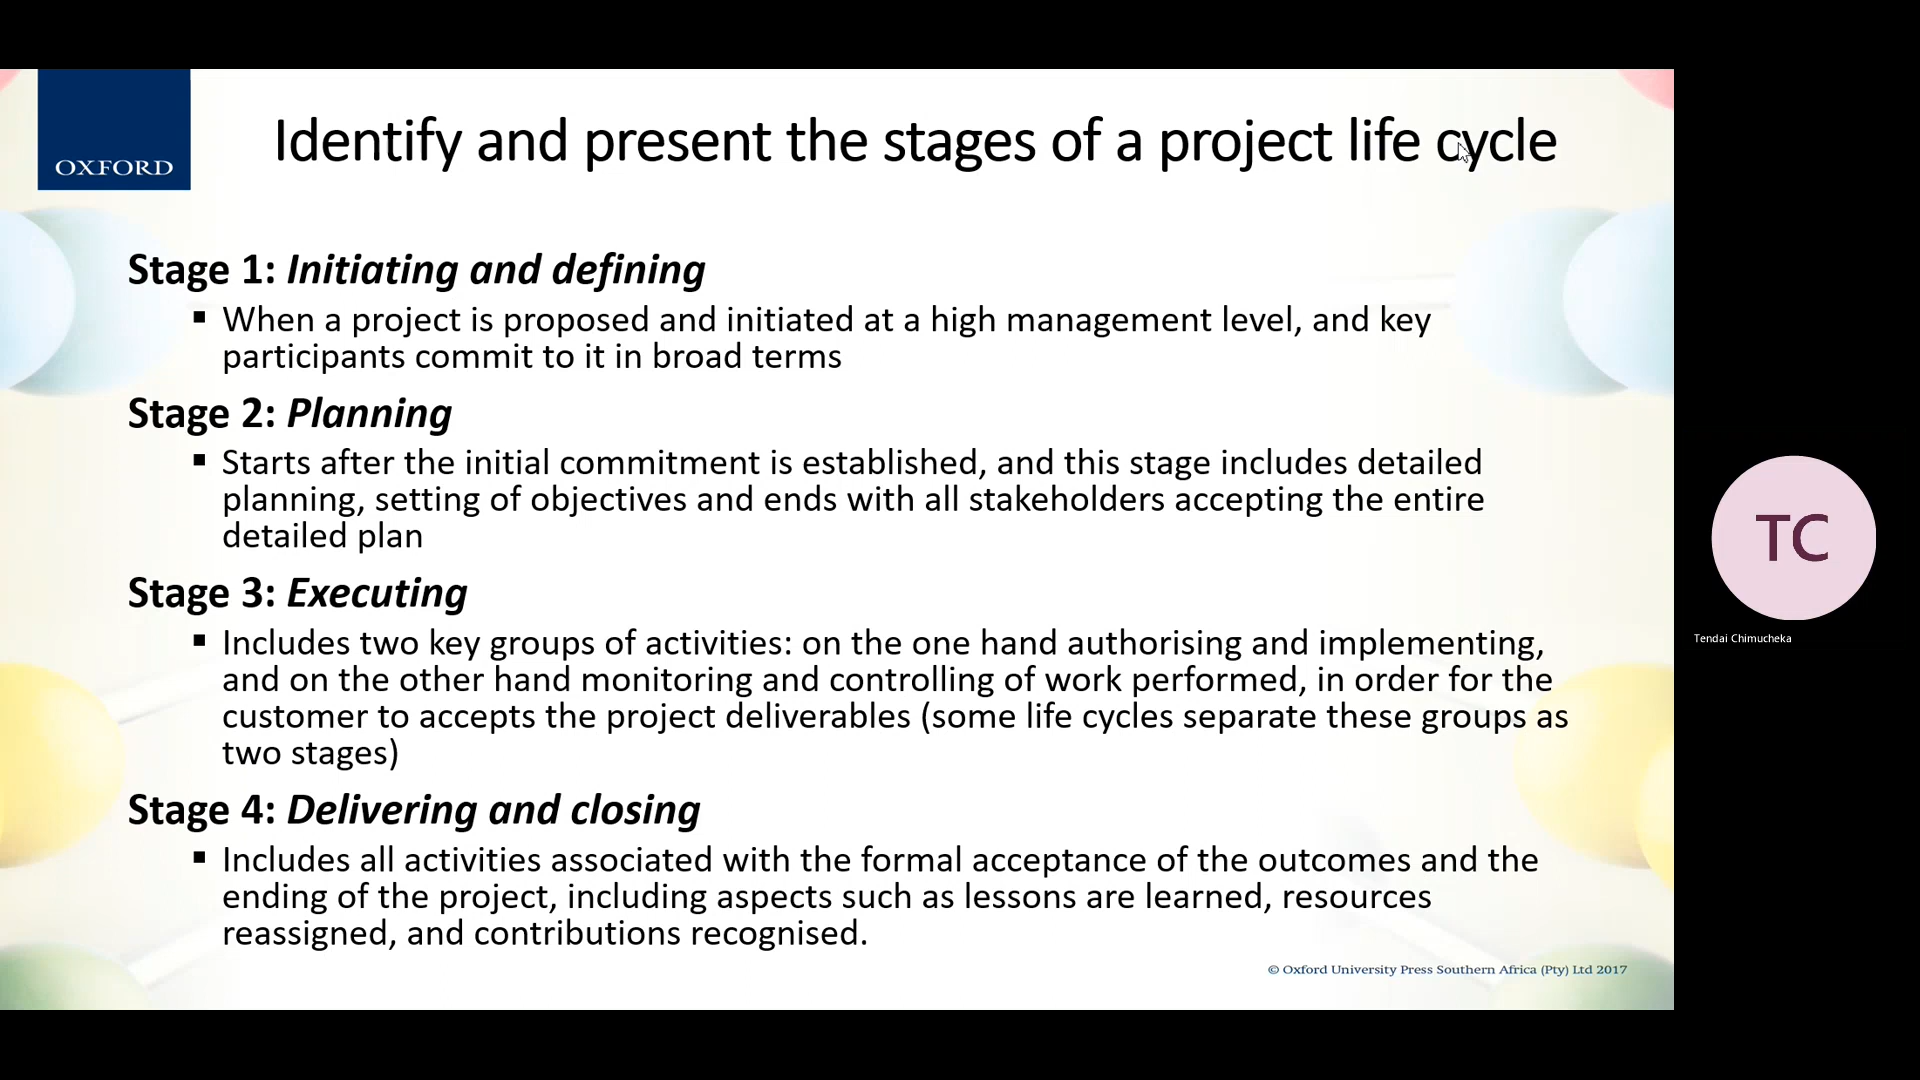 OXFORD
Identify and present the stages of a project life cycle
Stage 1: Initiating and defining
▪ When a project is proposed and initiated at a high management level, and key
participants commit to it in broad terms
Stage 2: Planning
▪ Starts after the initial commitment is established, and this stage includes detailed
planning, setting of objectives and ends with all stakeholders accepting the entire
detailed plan
Stage 3: Executing
▪ Includes two key groups of activities: on the one hand authorising and implementing,
and on the other hand monitoring and controlling of work performed, in order for the
customer to accepts the project deliverables (some life cycles separate these groups as
two stages)
Stage 4: Delivering and closing
▪ Includes all activities associated with the formal acceptance of the outcomes and the
ending of the project, including aspects such as lessons are learned, resources
reassigned, and contributions recognised.
© Oxford University Press Southern Africa (Pty) Ltd 2017
TC
Tendai Chimucheka